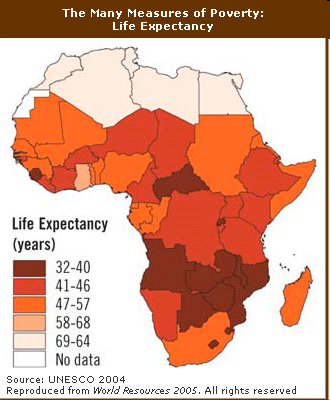 The Many Measures of Poverty:
Life Expectancy
Life Expectancy
(years)
32-40
41-46
47-57
58-68
69-64
No data
Source: UNESCO 2004
Reproduced from World Resources 2005. All rights reserved